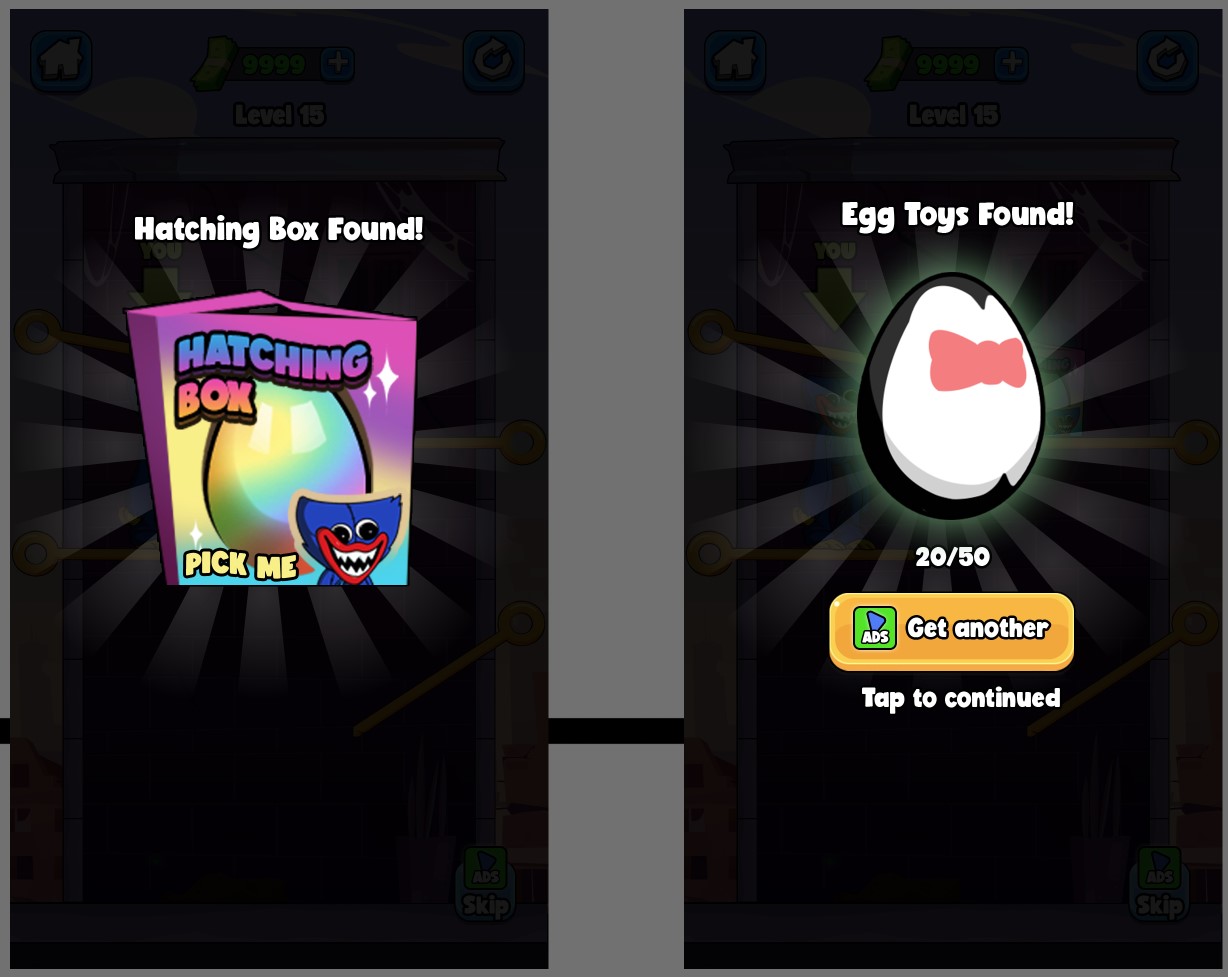 9999
Level 15
Hatching Box Found!
YOU
HATCHING
BOX
PICK ME
ADS
Skip
9999
Level 15
Egg Toys Found!
YOU
20/50
ADS Get another
Tap to continued
ADS
Skip